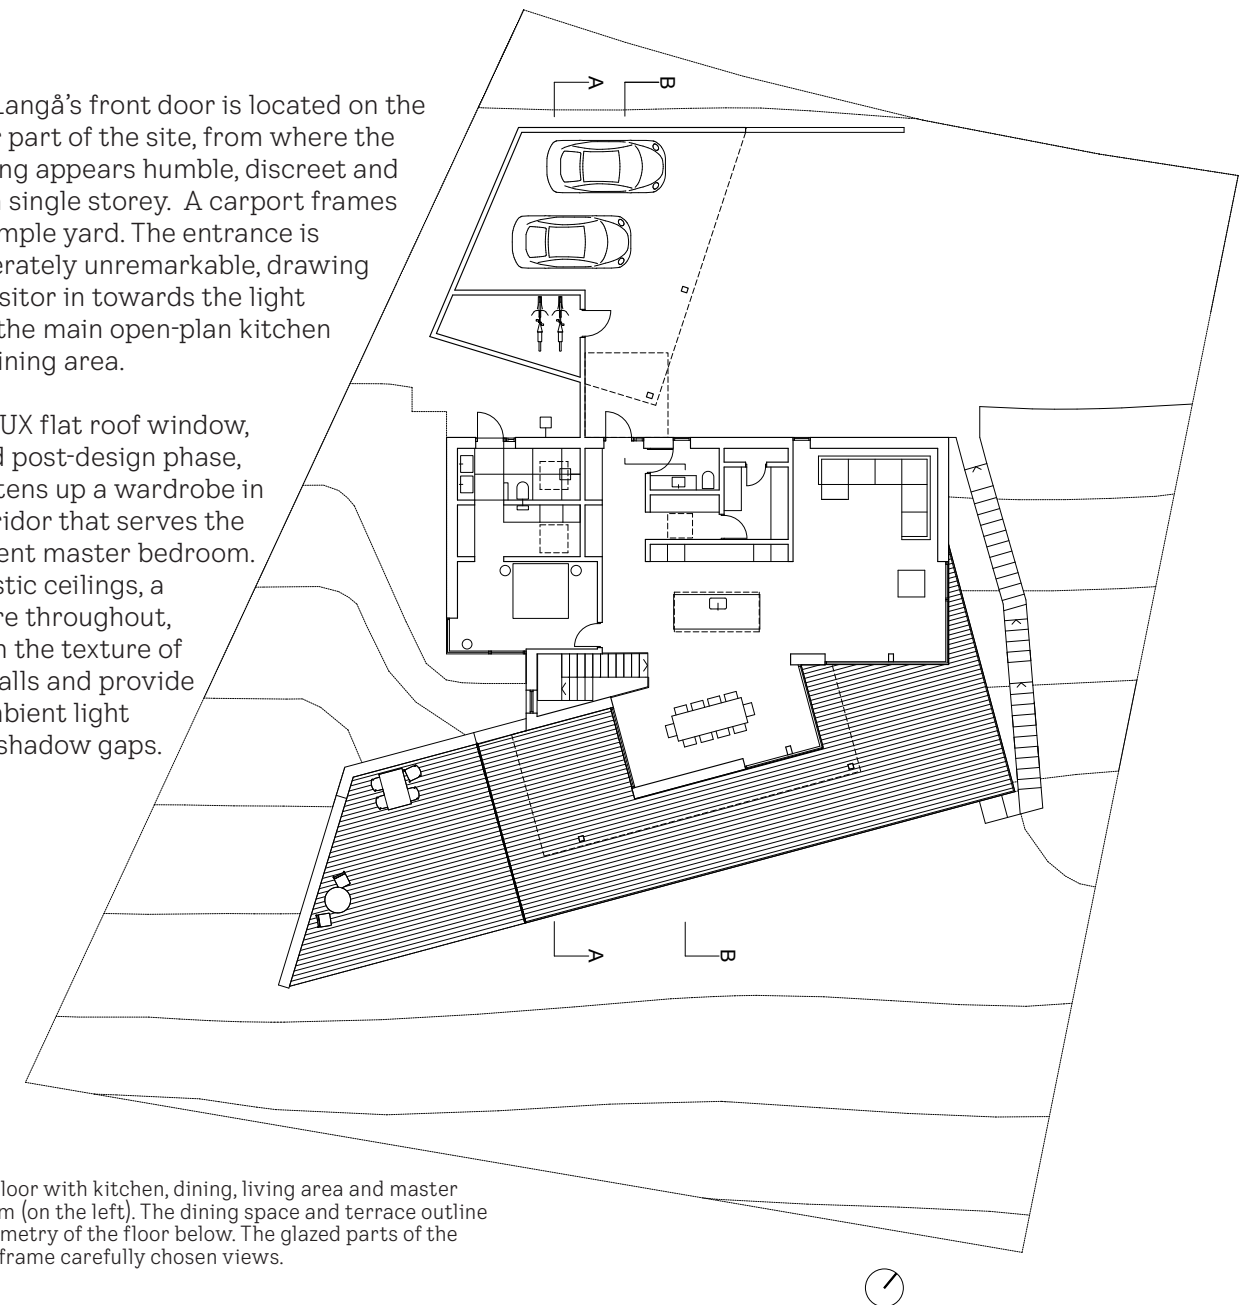 Langå’s front door is located on the
r part of the site, from where the
ng appears humble, discreet and
a single storey. A carport frames
mple yard. The entrance is
erately unremarkable, drawing
sitor in towards the light
the main open-plan kitchen
ining area.
UX flat roof window,
d post-design phase,
tens up a wardrobe in
ridor that serves the
ent master bedroom.
stic ceilings, a
re throughout,
n the texture of
alls and provide
mbient light
shadow gaps.
A
B
A
B
loor with kitchen, dining, living area and master
m (on the left). The dining space and terrace outline
metry of the floor below. The glazed parts of the
frame carefully chosen views.